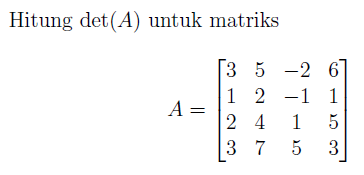 Hitung det(A) untuk matriks
A = [3 5 −2 6
1 2 −1 1
2 4 1 5
3 7 5 3]